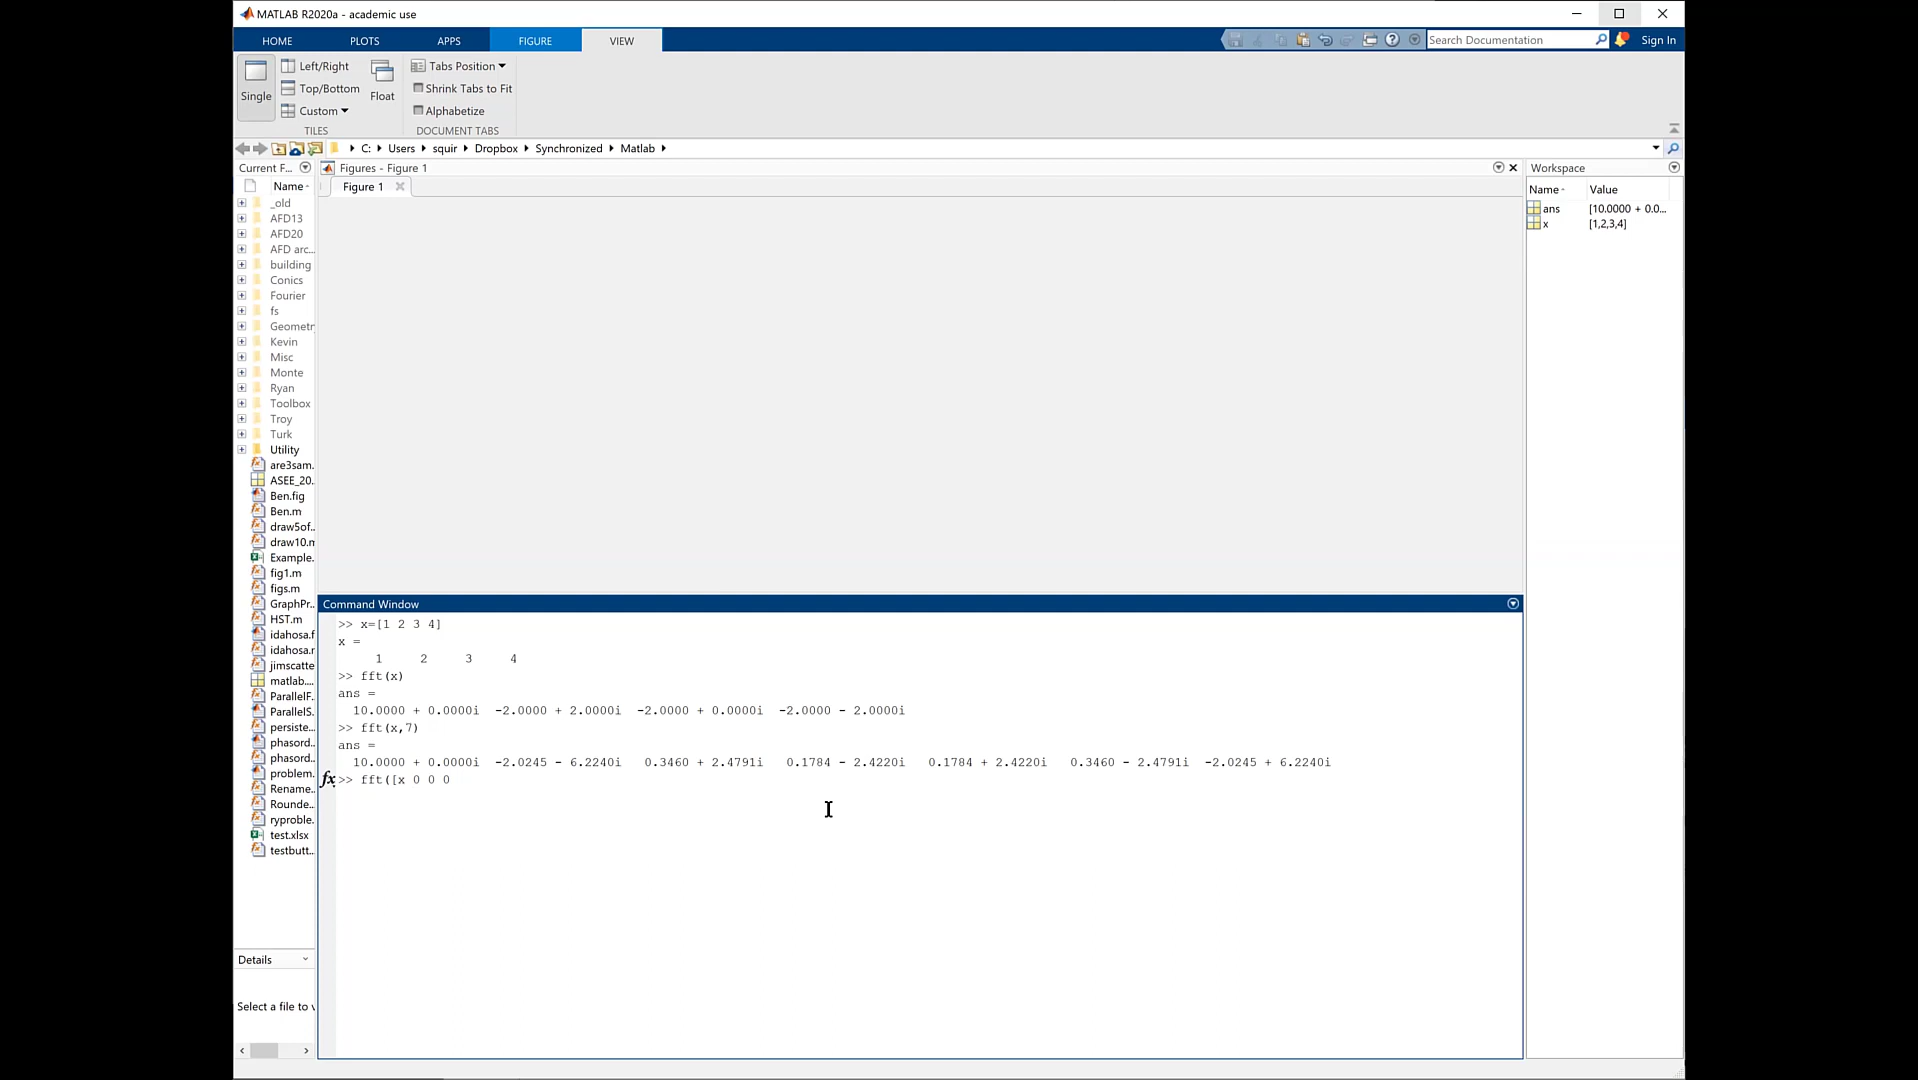 MATLAB R2020a - academic use
HOME PLOTS APPS FIGURE VIEW Search Documentation Sign In
Single Left/Right Top/Bottom Custom Float Tabs Position Shrink Tabs to Fit Alphabetize
TILES DOCUMENT TABS
C: Users squir Dropbox Synchronized Matlab
Current F...
Name
_old
AFD13
AFD20
AFD arc...
building
Conics
Fourier
fs
Geometr
Kevin
Misc
Monte
Ryan
Toolbox
Troy
Turk
Utility
are3sam.
ASEE_20.
Ben.fig
Ben.m
draw5of..
draw10.m
Example.
fig1.m
figs.m
GraphPr..
HST.m
idahosa.f
idahosa.r
jimscatte
matlab....
ParallelF.
ParallelS.
persiste..
phasord..
phasord..
problem.
Rename..
Rounde..
ryproble.
test.xlsx
testbutt..
Details
Select a file to v
Figures - Figure 1
Figure 1
Command Window
>> x=[1 2 3 4]
x =
1 2 3 4
>> fft(x)
ans =
10.0000 + 0.0000i -2.0000 + 2.0000i -2.0000 + 0.0000i -2.0000 - 2.0000i
>> fft(x,7)
ans =
10.0000 + 0.0000i -2.0245 - 6.2240i 0.3460 + 2.4791i 0.1784 - 2.4220i 0.1784 + 2.4220i 0.3460 - 2.4791i -2.0245 + 6.2240i
fx >> fft([x 0 0 0
Workspace
Name Value
ans [10.0000 + 0.0...
x [1,2,3,4]